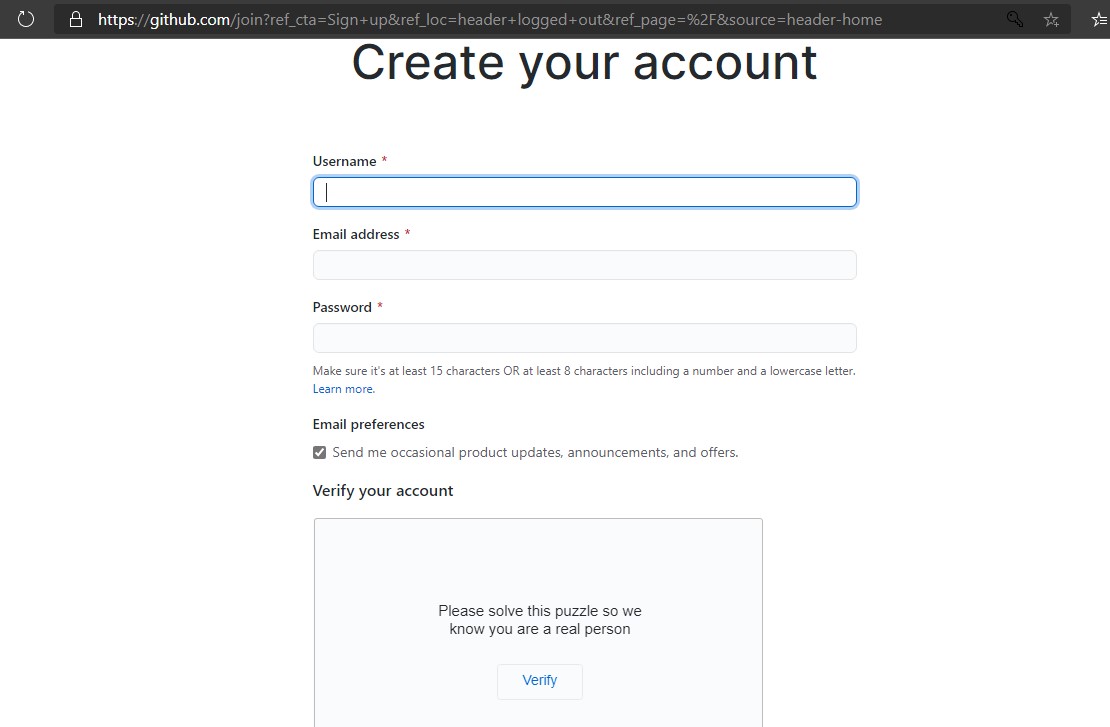 https://github.com/join?ref_cta=Sign+up&ref_loc=header+logged+out&ref_page=%2F&source=header-home
Create your account
Username *
Email address *
Password *
Make sure it's at least 15 characters OR at least 8 characters including a number and a lowercase letter.
Learn more.
Email preferences
Send me occasional product updates, announcements, and offers.
Verify your account
Please solve this puzzle so we
know you are a real person
Verify